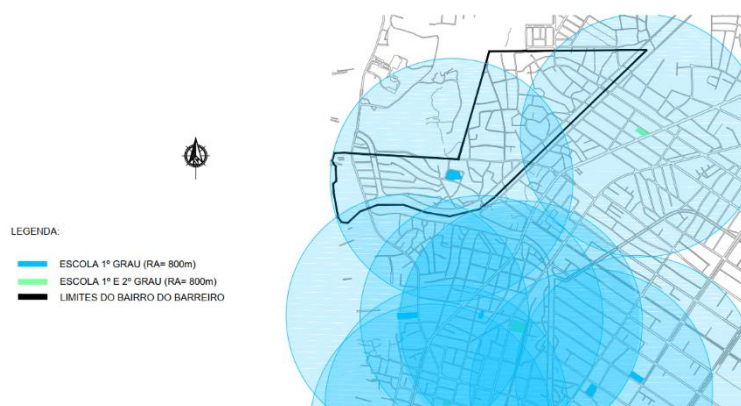 LEGENDA:
ESCOLA 1º GRAU (RA= 800m)
ESCOLA 1º E 2º GRAU (RA= 800m)
LIMITES DO BAIRRO DO BARREIRO